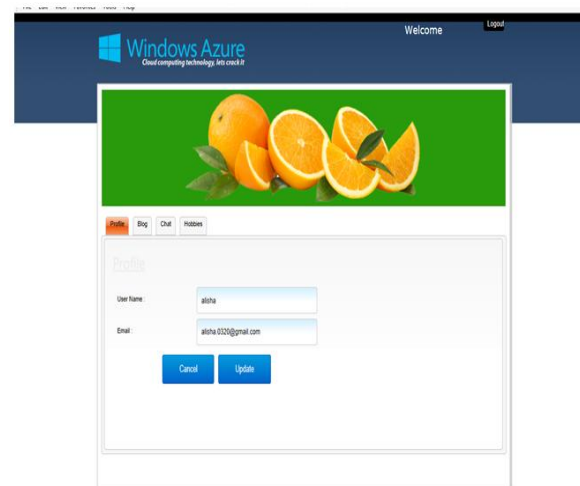 Welcome
Logout
Windows Azure
Cloud computing technology, lets crack it
Profile Blog Chat Hobbies
Profile
User Name : alisha
Email : alisha.0320@gmail.com
Cancel Update